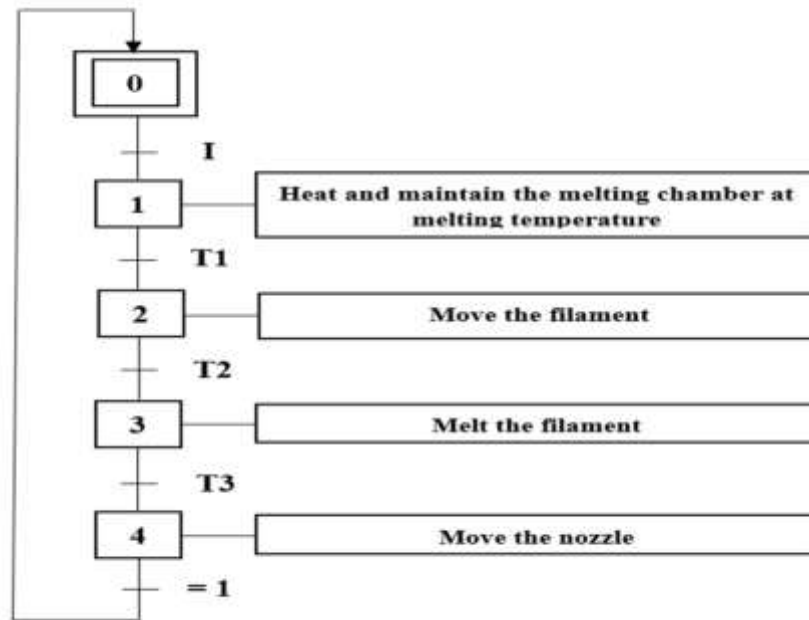 0
I
1
Heat and maintain the melting chamber at
melting temperature
T1
2
Move the filament
T2
3
Melt the filament
T3
4
Move the nozzle
= 1